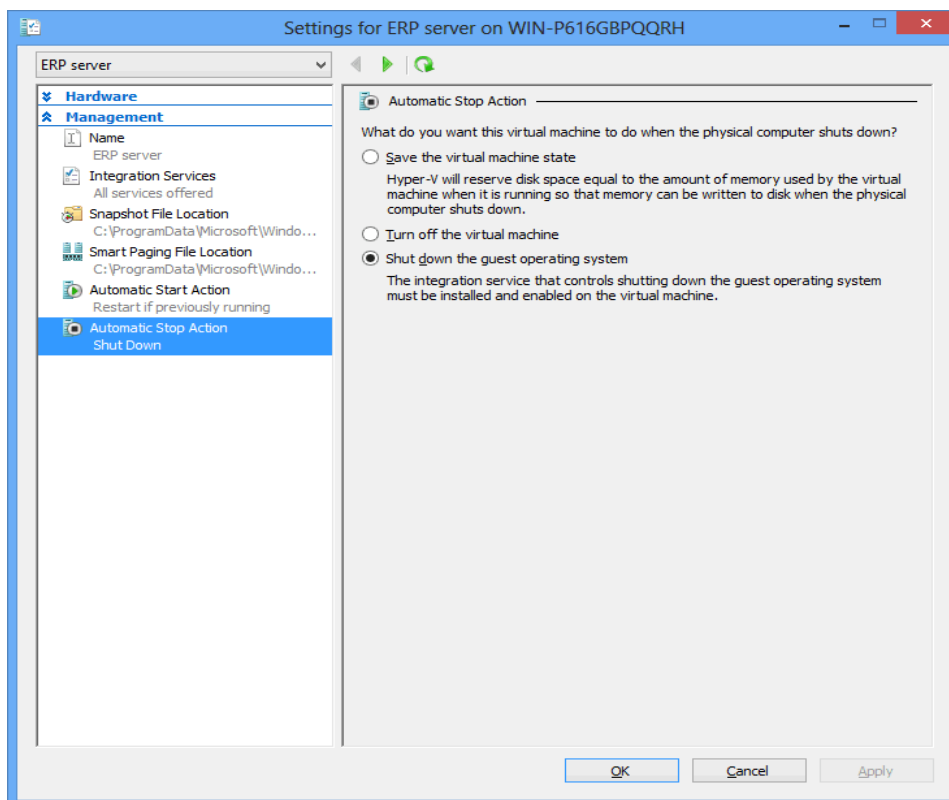 Settings for ERP server on WIN-P616GBPQQRH
ERP server
Hardware
Management
Name
ERP server
Integration Services
All services offered
Snapshot File Location
C:\ProgramData\Microsoft\Windo...
Smart Paging File Location
C:\ProgramData\Microsoft\Windo...
Automatic Start Action
Restart if previously running
Automatic Stop Action
Shut Down
Automatic Stop Action
What do you want this virtual machine to do when the physical computer shuts down?
Save the virtual machine state
Hyper-V will reserve disk space equal to the amount of memory used by the virtual
machine when it is running so that memory can be written to disk when the physical
computer shuts down.
Turn off the virtual machine
Shut down the guest operating system
The integration service that controls shutting down the guest operating system
must be installed and enabled on the virtual machine.
OK
Cancel
Apply